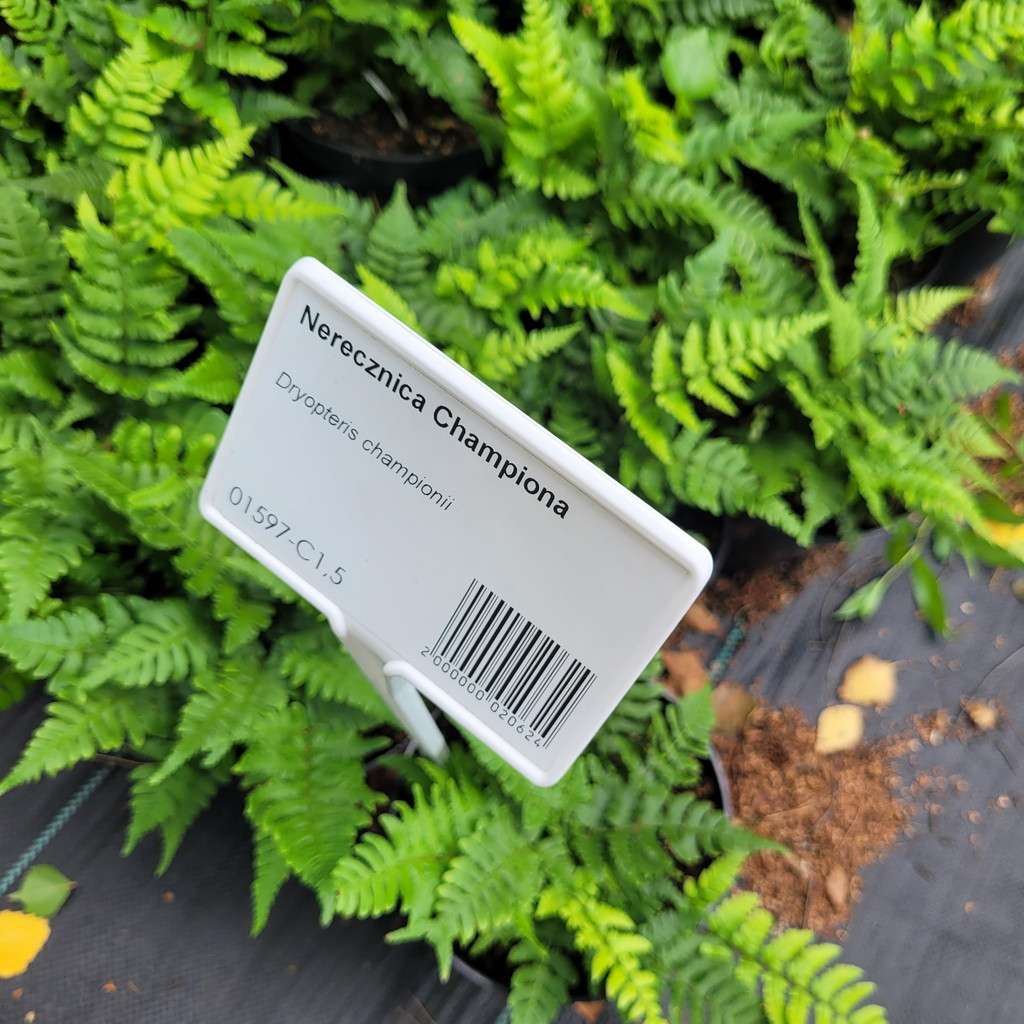 Nerecznica Championa
Dryopteris championii
01597-C1,5
2000000020624